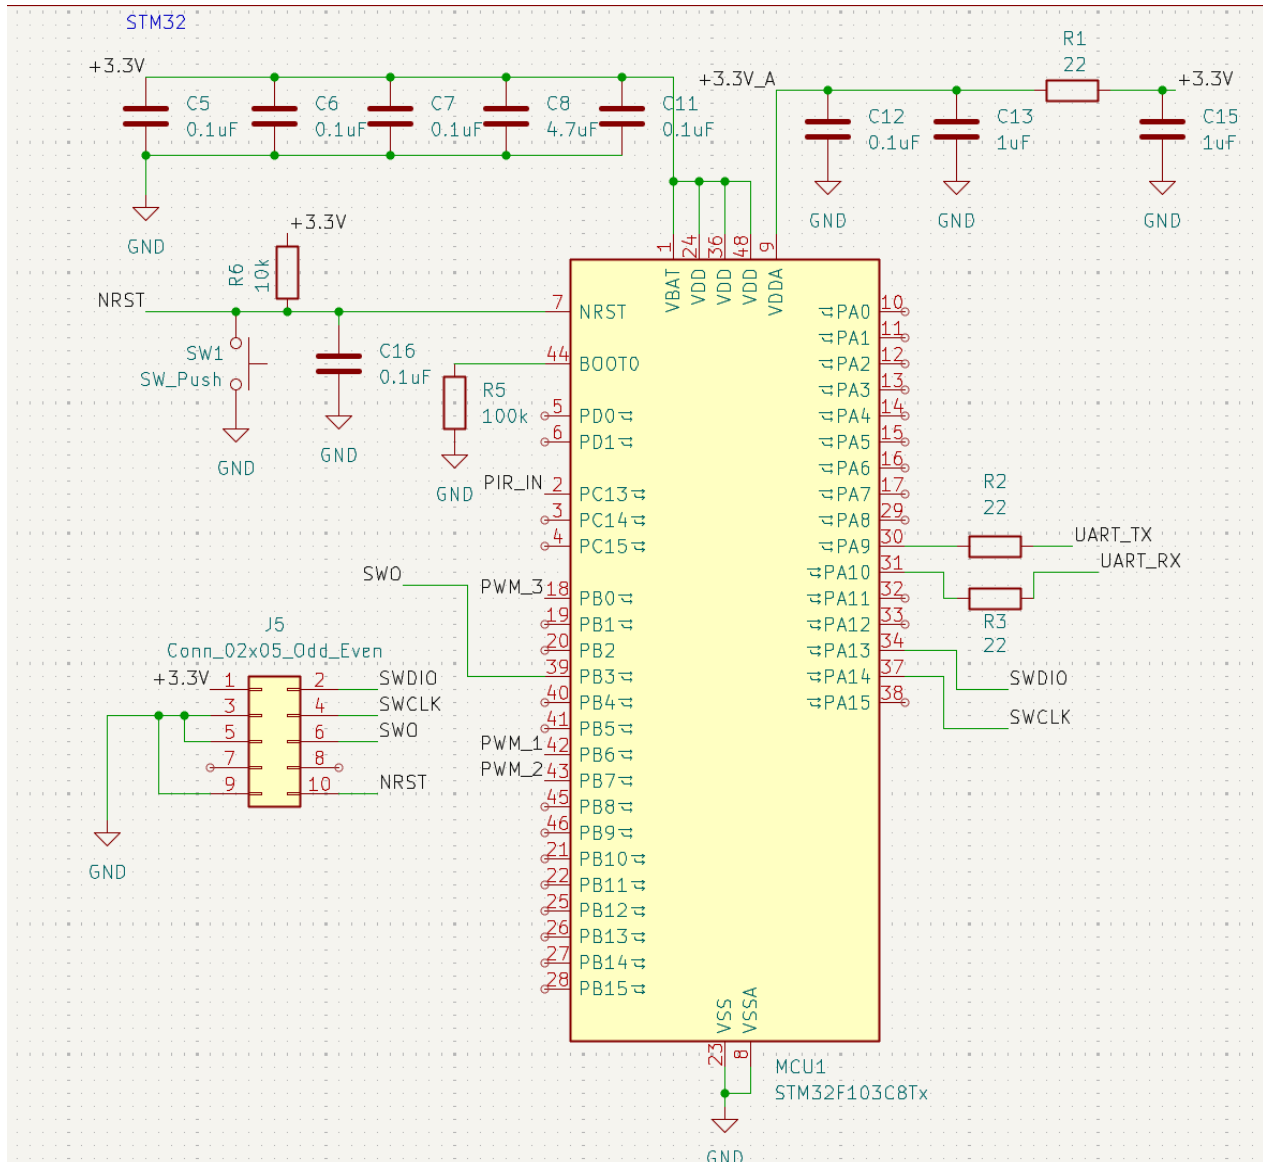 STM32
+3.3V
C5
0.1uF
C6
0.1uF
C7
0.1uF
C8
4.7uF
C11
0.1uF
GND
+3.3V_A
C12
0.1uF
C13
1uF
R1
22
+3.3V
C15
1uF
GND
GND
GND
+3.3V
R6
10k
NRST
SW1
SW_Push
GND
C16
0.1uF
GND
R5
100k
GND
1
24
36
48
9
VBAT
VDD
VDD
VDD
VDDA
7 NRST
44 BOOT0
5 PD0
6 PD1
PIR_IN 2 PC13
3 PC14
4 PC15
PWM_3 18 PB0
19 PB1
20 PB2
39 PB3
40 PB4
41 PB5
PWM_1 42 PB6
PWM_2 43 PB7
45 PB8
46 PB9
21 PB10
22 PB11
25 PB12
26 PB13
27 PB14
28 PB15
PA0 10
PA1 11
PA2 12
PA3 13
PA4 14
PA5 15
PA6 16
PA7 17
PA8 29
PA9 30
PA10 31
PA11 32
PA12 33
PA13 34
PA14 37
PA15 38
R2
22
UART_TX
UART_RX
R3
22
SWDIO
SWCLK
SWO
J5
Conn_02x05_Odd_Even
+3.3V 1 2 SWDIO
3 4 SWCLK
5 6 SWO
7 8
9 10 NRST
GND
VSS
VSSA
23
8
MCU1
STM32F103C8Tx
GND